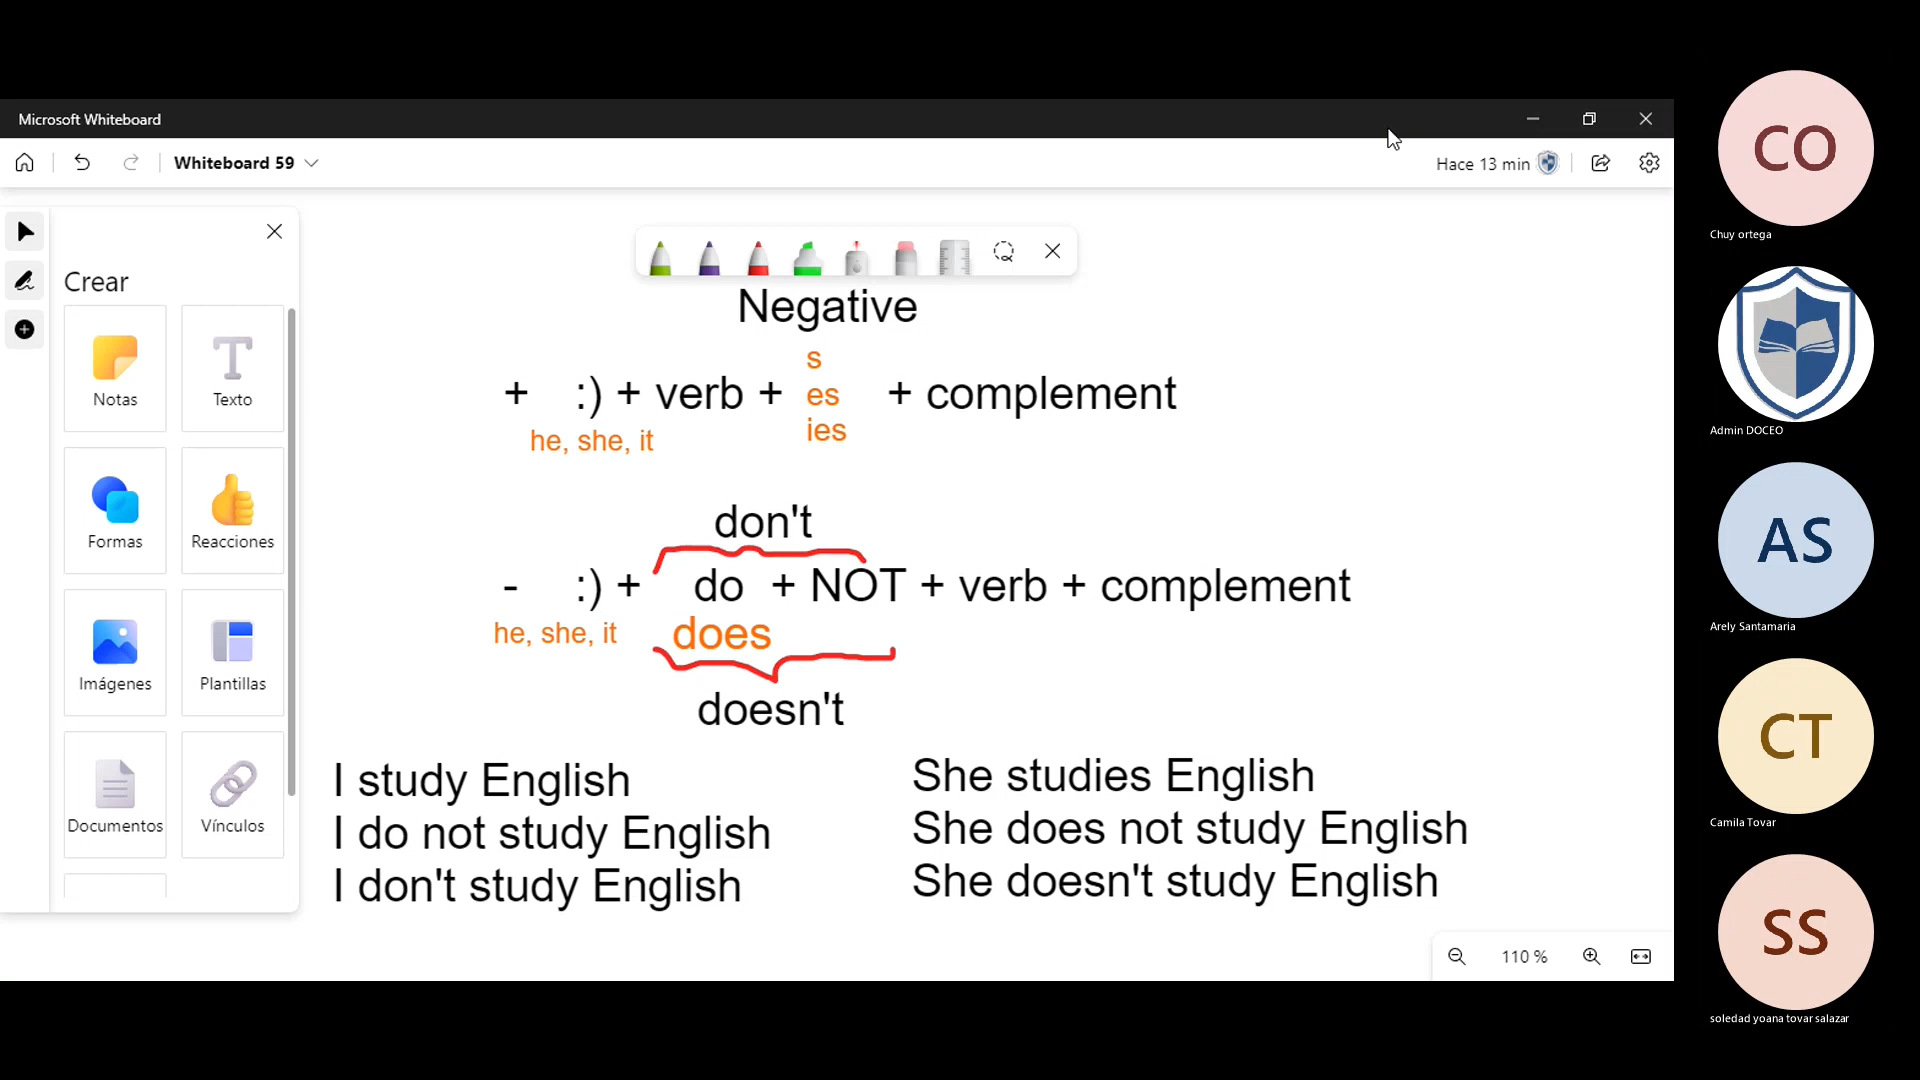 Microsoft Whiteboard
Whiteboard 59
Hace 13 min
Crear
Notas
Texto
Formas
Reacciones
Imágenes
Plantillas
Documentos
Vínculos
Negative
s
+ :) + verb + es + complement
ies
he, she, it
don't
- :) + do + NOT + verb + complement
he, she, it does
doesn't
I study English
I do not study English
I don't study English
She studies English
She does not study English
She doesn't study English
110 %
CO
Chuy ortega
Admin DOCEO
AS
Arely Santamaria
CT
Camila Tovar
SS
soledad yoana tovar salazar